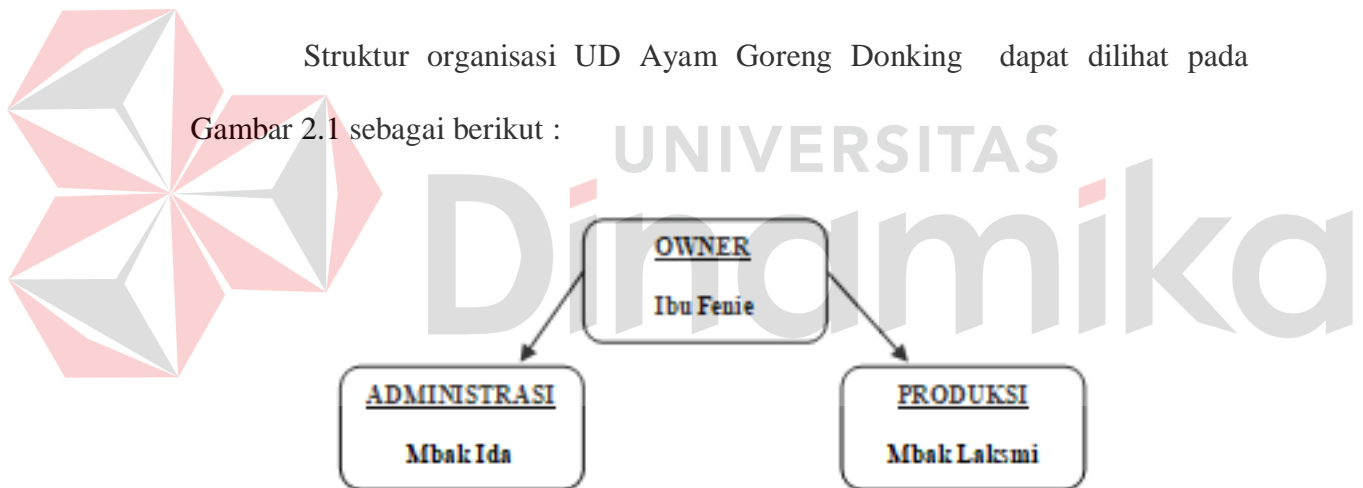 Struktur organisasi UD Ayam Goreng Donking dapat dilihat pada
Gambar 2.1 sebagai berikut :
UNIVERSITAS
Dinamika
OWNER
Ibu Fenie
ADMINISTRASI
Mbak Ida
PRODUKSI
Mbak Laksmi